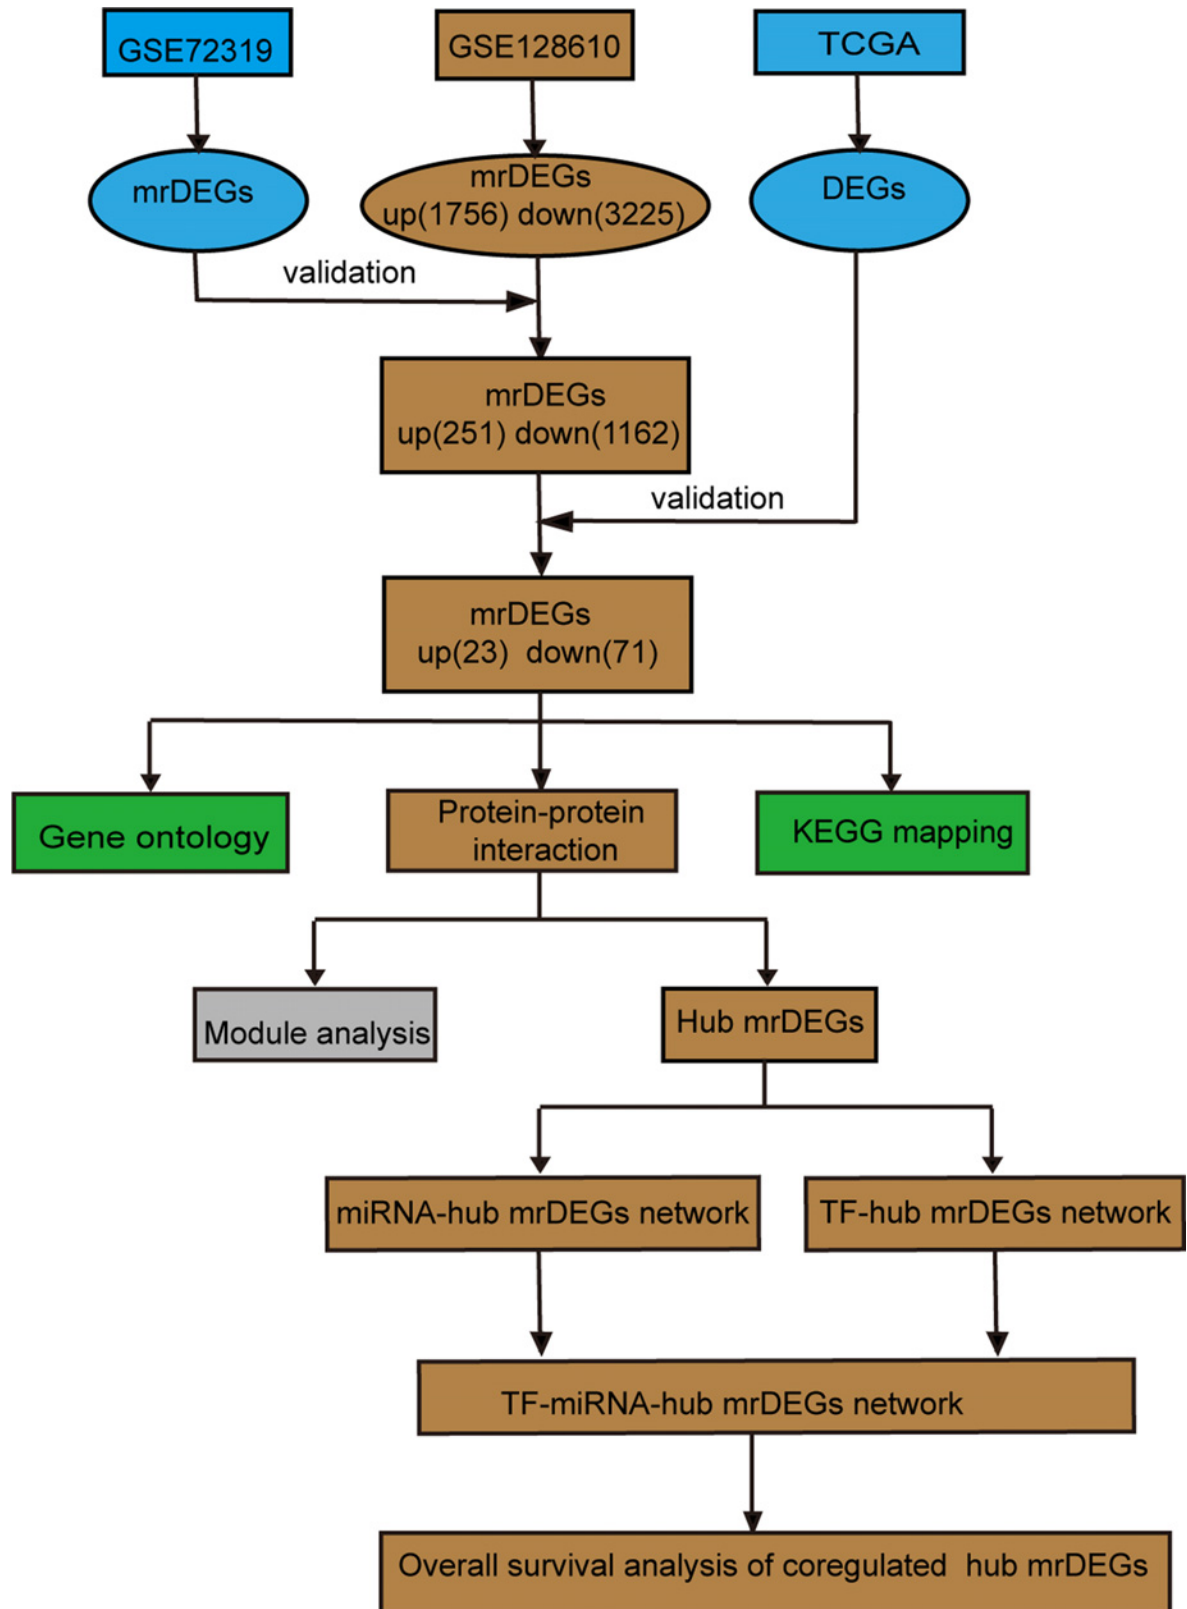 GSE72319
GSE128610
TCGA
mrDEGs
mrDEGs
up(1756) down(3225)
DEGs
validation
mrDEGs
up(251) down(1162)
validation
mrDEGs
up(23) down(71)
Gene ontology
Protein-protein
interaction
KEGG mapping
Module analysis
Hub mrDEGs
miRNA-hub mrDEGs network
TF-hub mrDEGs network
TF-miRNA-hub mrDEGs network
Overall survival analysis of coregulated hub mrDEGs